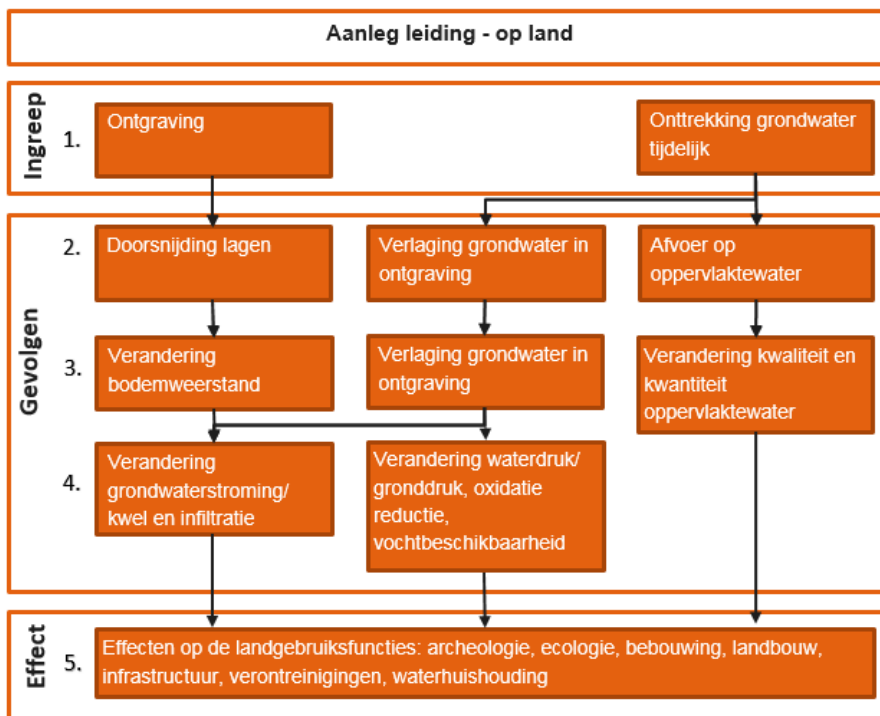 Aanleg leiding - op land
Ingreep
1.
Ontgraving
Onttrekking grondwater
tijdelijk
Gevolgen
2.
Doorsnijding lagen
Verlaging grondwater in
ontgraving
Afvoer op
oppervlaktewater
3.
Verandering
bodemweerstand
Verlaging grondwater in
ontgraving
Verandering kwaliteit en
kwantiteit
oppervlaktewater
4.
Verandering
grondwaterstroming/
kwel en infiltratie
Verandering waterdruk/
gronddruk, oxidatie
reductie,
vochtbeschikbaarheid
Effect
5.
Effecten op de landgebruiksfuncties: archeologie, ecologie, bebouwing, landbouw,
infrastructuur, verontreinigingen, waterhuishouding